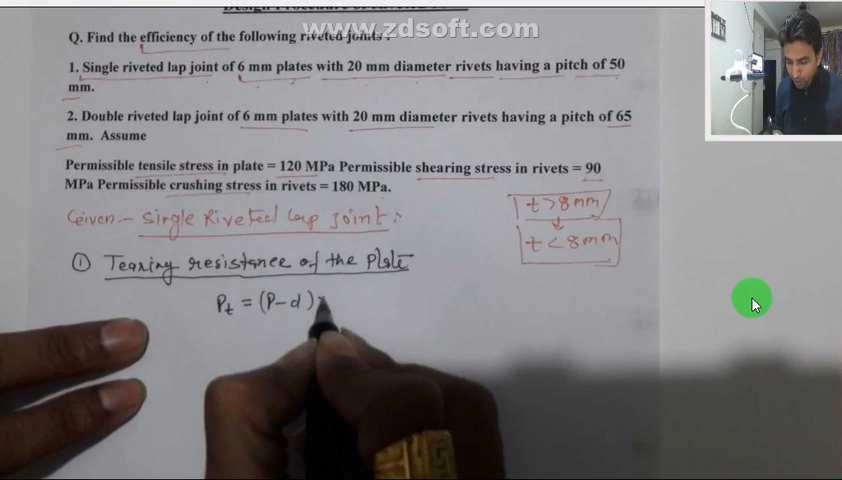 www.zdsoft.com
Q. Find the efficiency of the following riveted joints :
1. Single riveted lap joint of 6 mm plates with 20 mm diameter rivets having a pitch of 50
mm.
2. Double riveted lap joint of 6 mm plates with 20 mm diameter rivets having a pitch of 65
mm. Assume
Permissible tensile stress in plate = 120 MPa Permissible shearing stress in rivets = 90
MPa Permissible crushing stress in rivets = 180 MPa.
Given:- Single Riveted Lap Joint:-
t > 8mm
t < 8mm
① Tearing resistance of the Plate
Pt = (P-d)